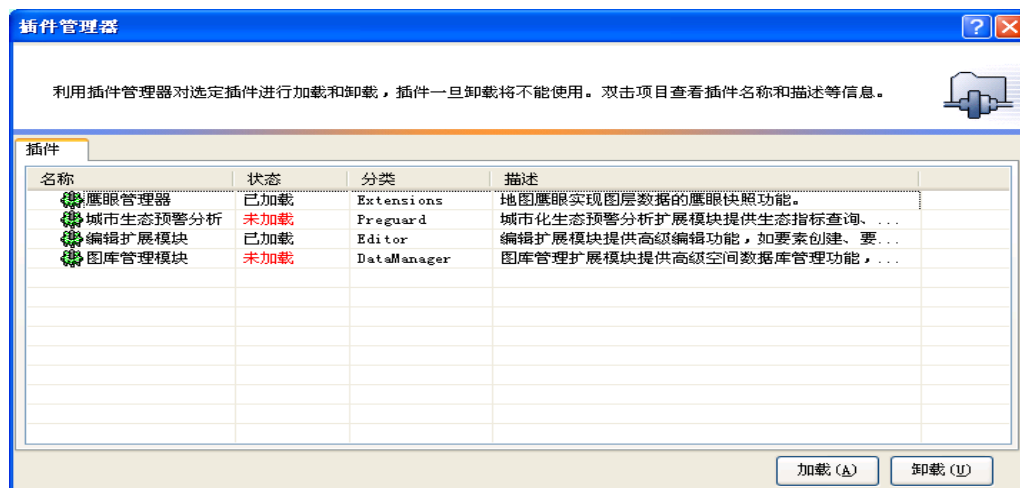 插件管理器
利用插件管理器对选定插件进行加载和卸载，插件一旦卸载将不能使用。双击项目查看插件名称和描述等信息。
插件
名称 状态 分类 描述
鹰眼管理器 已加载 Extensions 地图鹰眼实现图层数据的鹰眼快照功能。
城市生态预警分析 未加载 Preguard 城市化生态预警分析扩展模块提供生态指标查询、...
编辑扩展模块 已加载 Editor 编辑扩展模块提供高级编辑功能，如要素创建、要...
图库管理模块 未加载 DataManager 图库管理扩展模块提供高级空间数据库管理功能，...
加载(A) 卸载(U)